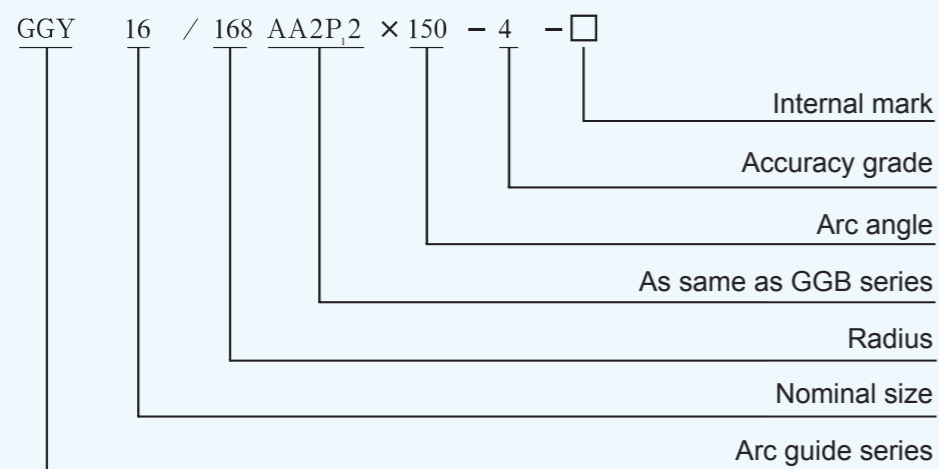 GGY 16 / 168 AA2P₁2 ×150 - 4 -□
Internal mark
Accuracy grade
Arc angle
As same as GGB series
Radius
Nominal size
Arc guide series